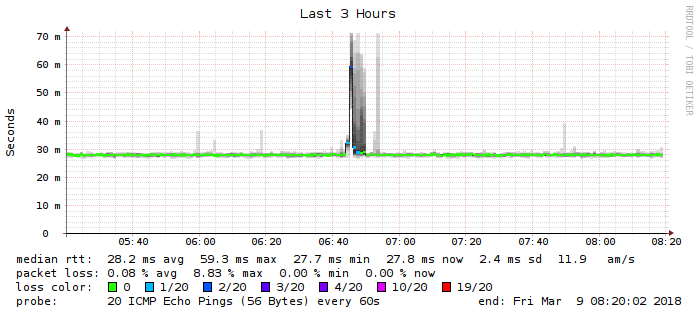 Last 3 Hours
RRDTOOL / TOBI OETIKER
Seconds
70 m
60 m
50 m
40 m
30 m
20 m
10 m
0
05:40 06:00 06:20 06:40 07:00 07:20 07:40 08:00 08:20
median rtt: 28.2 ms avg 59.3 ms max 27.7 ms min 27.8 ms now 2.4 ms sd 11.9 am/s
packet loss: 0.08 % avg 8.83 % max 0.00 % min 0.00 % now
loss color: 0 1/20 2/20 3/20 4/20 10/20 19/20
probe: 20 ICMP Echo Pings (56 Bytes) every 60s end: Fri Mar 9 08:20:02 2018